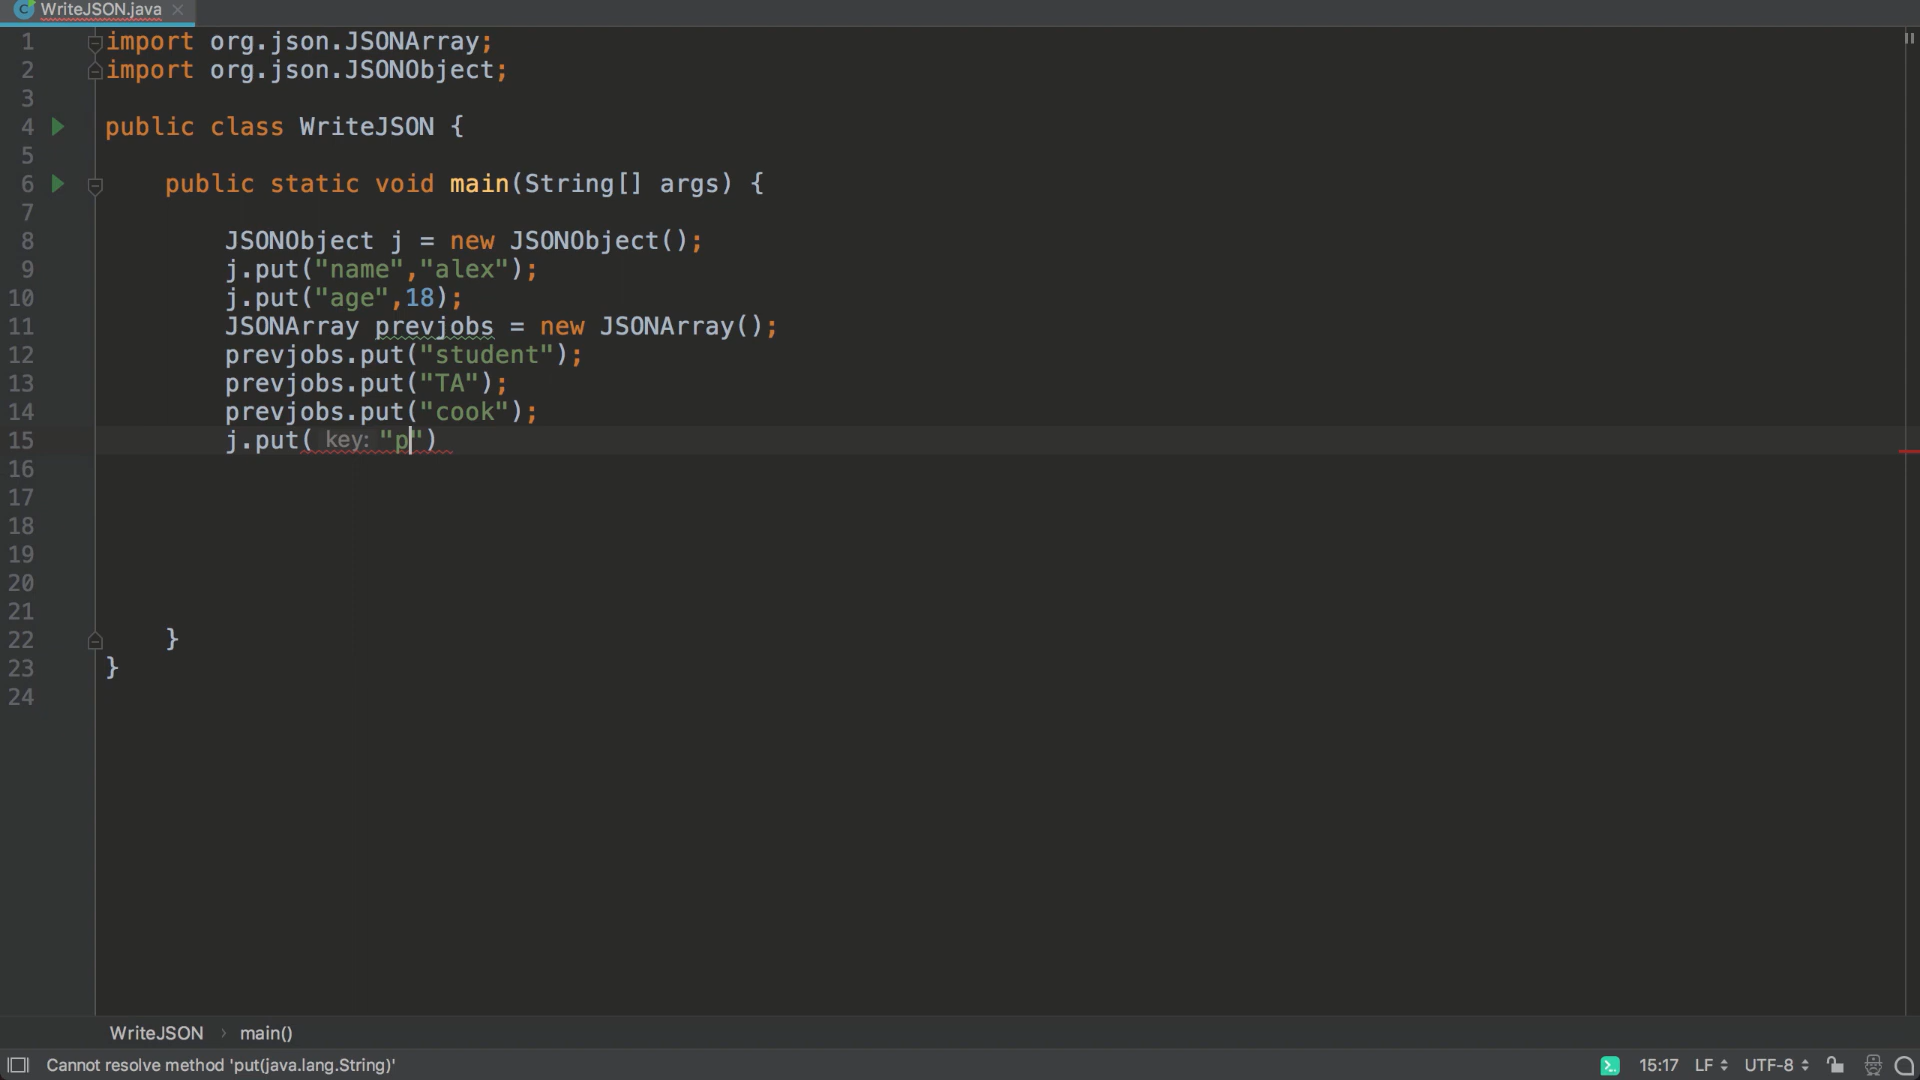 WriteJSON.java
1 import org.json.JSONArray;
2 import org.json.JSONObject;
3
4 public class WriteJSON {
5
6 public static void main(String[] args) {
7
8 JSONObject j = new JSONObject();
9 j.put("name","alex");
10 j.put("age",18);
11 JSONArray prevjobs = new JSONArray();
12 prevjobs.put("student");
13 prevjobs.put("TA");
14 prevjobs.put("cook");
15 j.put( key: "p")
16
17
18
19
20
21
22 }
23 }
24
WriteJSON › main()
Cannot resolve method 'put(java.lang.String)' 15:17 LF UTF-8